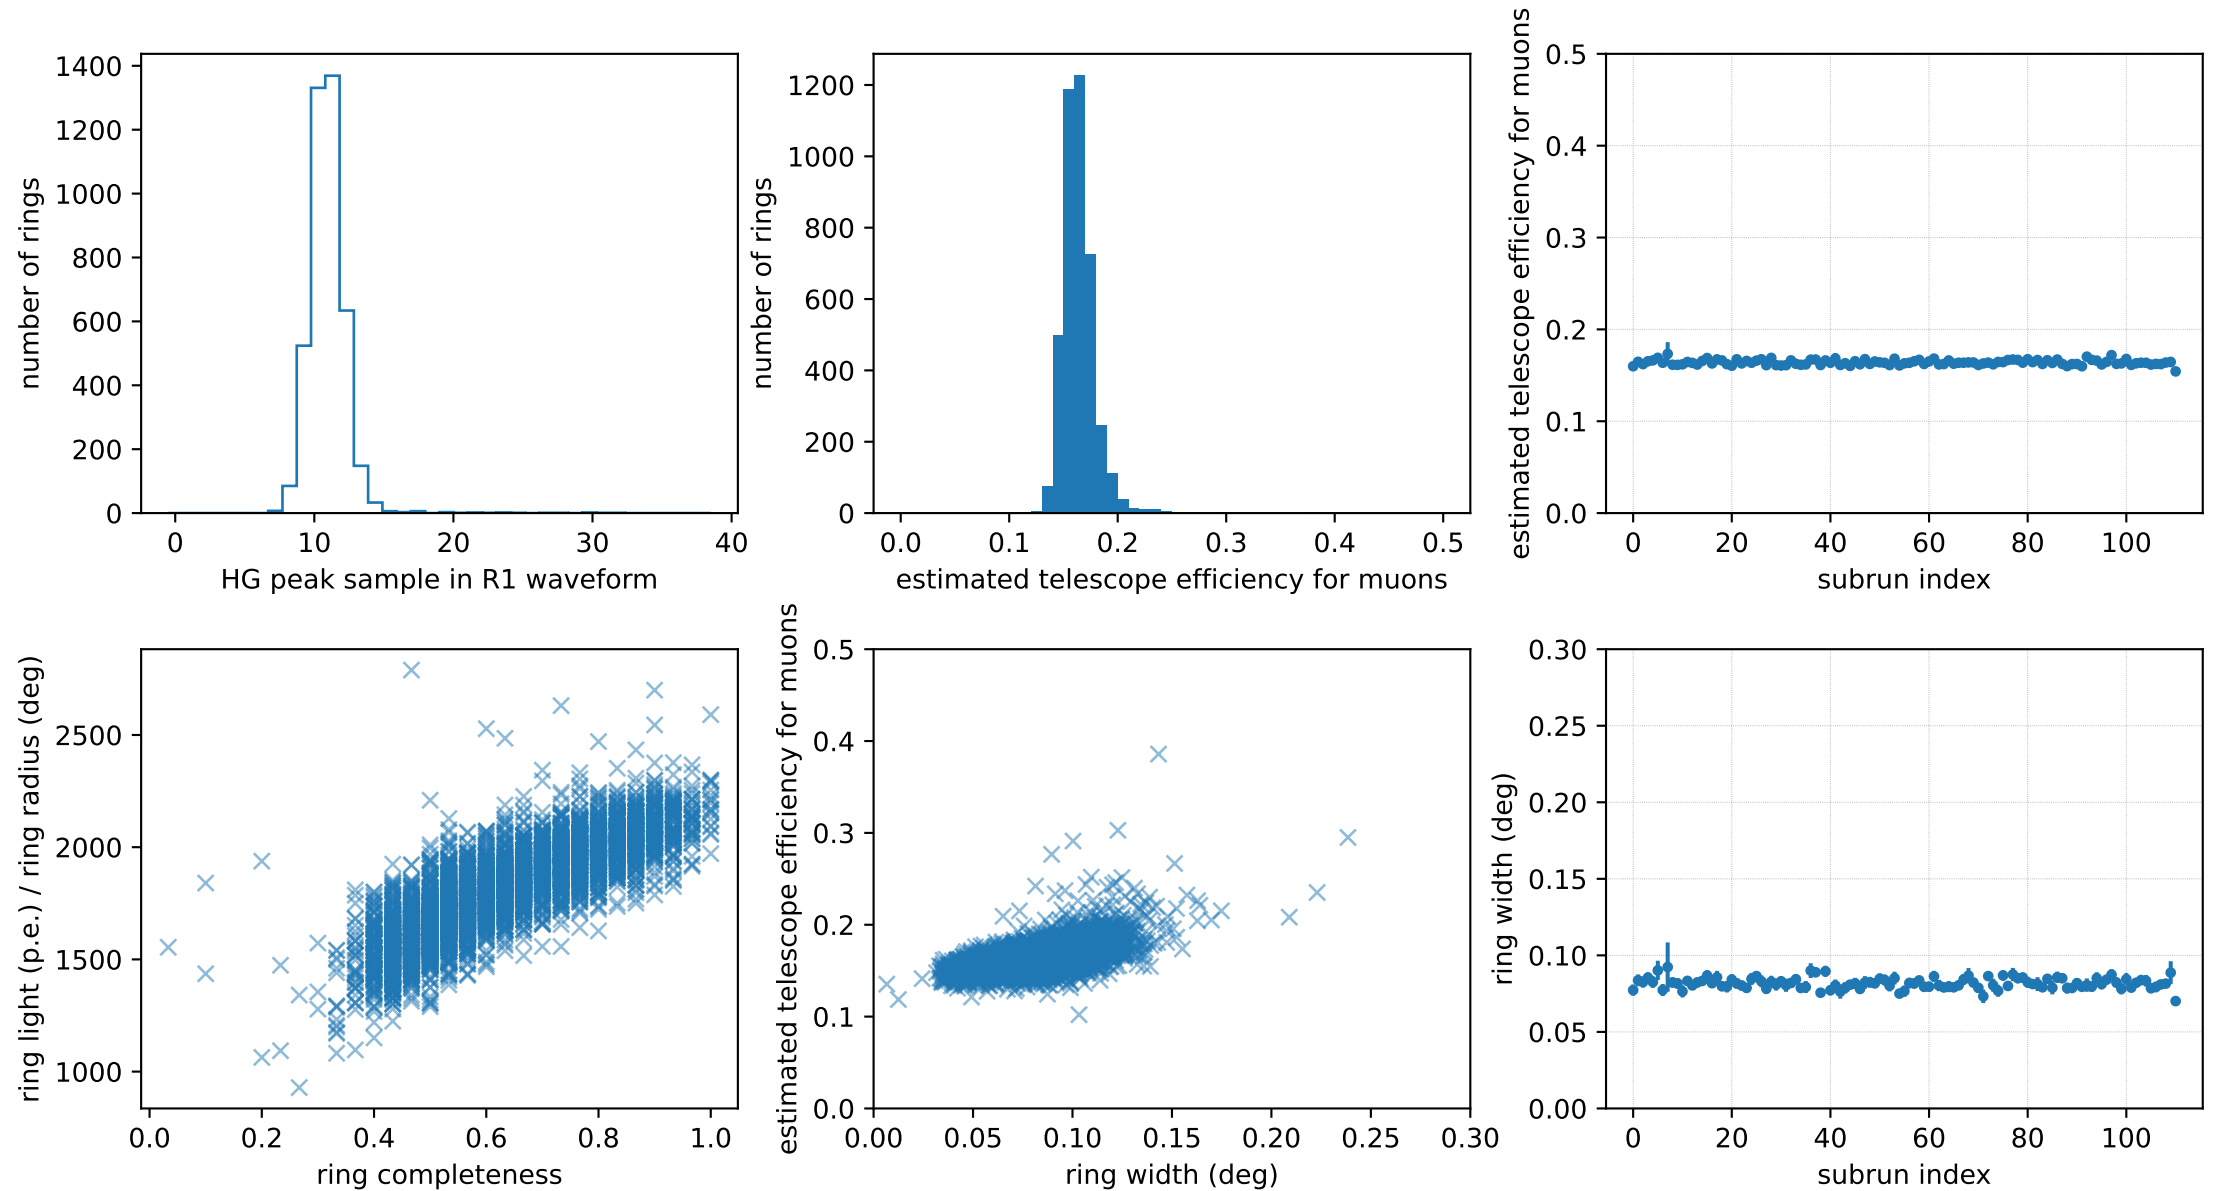 number of rings
1400
1200
1000
800
600
400
200
0
0 10 20 30 40
HG peak sample in R1 waveform
number of rings
1200
1000
800
600
400
200
0
0.0 0.1 0.2 0.3 0.4 0.5
estimated telescope efficiency for muons
estimated telescope efficiency for muons
0.5
0.4
0.3
0.2
0.1
0.0
0 20 40 60 80 100
subrun index
ring light (p.e.) / ring radius (deg)
2500
2000
1500
1000
0.0 0.2 0.4 0.6 0.8 1.0
ring completeness
estimated telescope efficiency for muons
0.5
0.4
0.3
0.2
0.1
0.0
0.00 0.05 0.10 0.15 0.20 0.25 0.30
ring width (deg)
ring width (deg)
0.30
0.25
0.20
0.15
0.10
0.05
0.00
0 20 40 60 80 100
subrun index